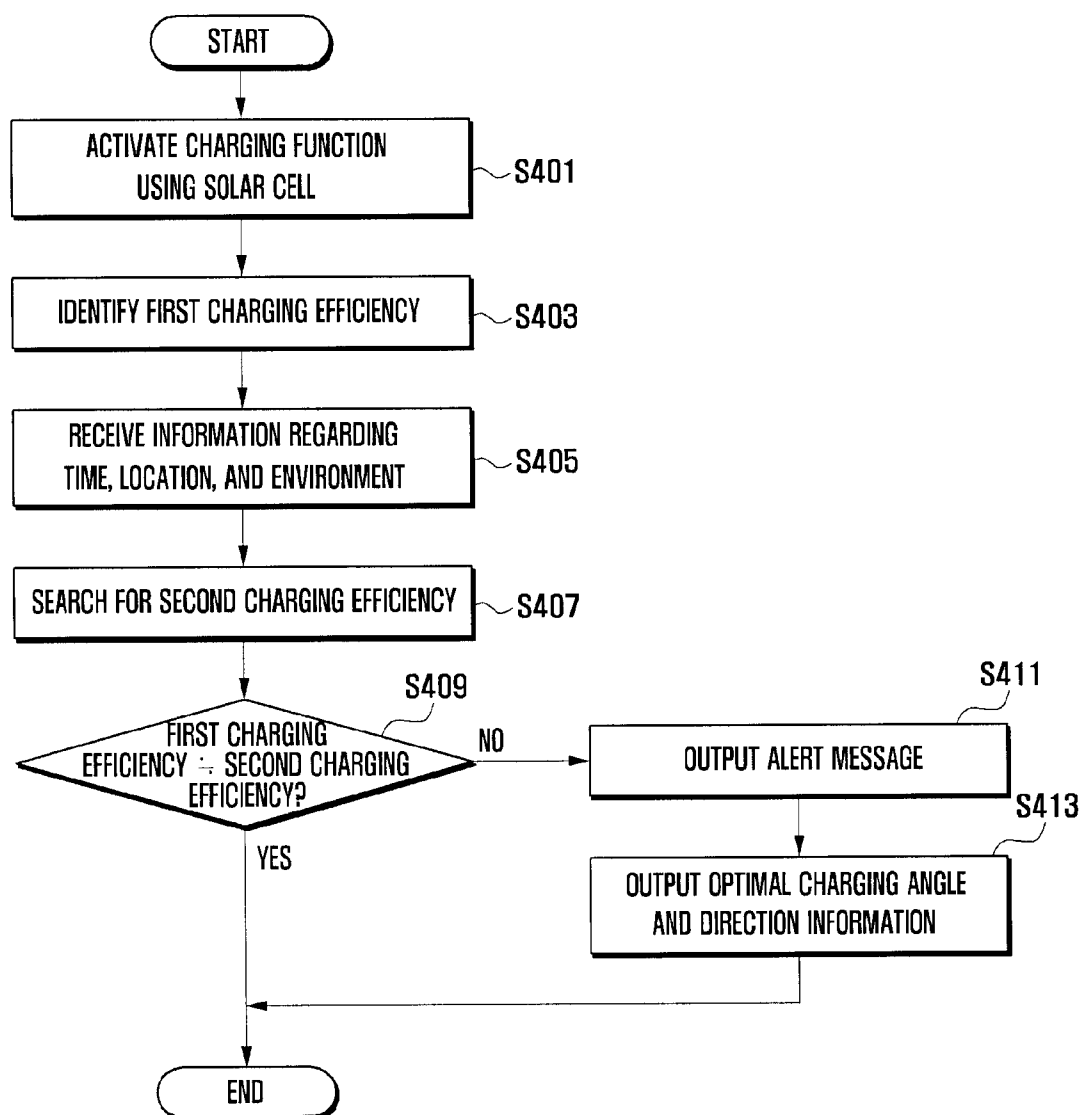 START
ACTIVATE CHARGING FUNCTION
USING SOLAR CELL
S401
IDENTIFY FIRST CHARGING EFFICIENCY
S403
RECEIVE INFORMATION REGARDING
TIME, LOCATION, AND ENVIRONMENT
S405
SEARCH FOR SECOND CHARGING EFFICIENCY
S407
S409
FIRST CHARGING
EFFICIENCY ≒ SECOND CHARGING
EFFICIENCY?
NO
YES
S411
OUTPUT ALERT MESSAGE
S413
OUTPUT OPTIMAL CHARGING ANGLE
AND DIRECTION INFORMATION
END